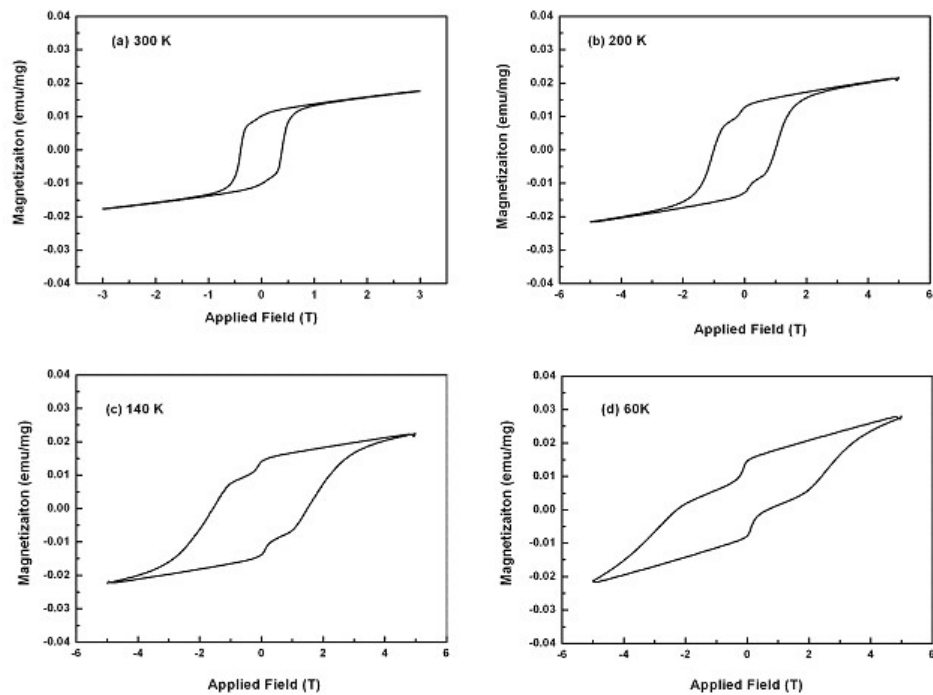 (a) 300 K
Magnetizaiton (emu/mg)
0.04
0.03
0.02
0.01
0.00
-0.01
-0.02
-0.03
-0.04
-3 -2 -1 0 1 2 3
Applied Field (T)
(b) 200 K
Magnetizaiton (emu/mg)
0.04
0.03
0.02
0.01
0.00
-0.01
-0.02
-0.03
-0.04
-6 -4 -2 0 2 4 6
Applied Field (T)
(c) 140 K
Magnetizaiton (emu/mg)
0.04
0.03
0.02
0.01
0.00
-0.01
-0.02
-0.03
-0.04
-6 -4 -2 0 2 4 6
Applied Field (T)
(d) 60K
Magnetizaiton (emu/mg)
0.04
0.03
0.02
0.01
0.00
-0.01
-0.02
-0.03
-0.04
-6 -4 -2 0 2 4 6
Applied Field (T)